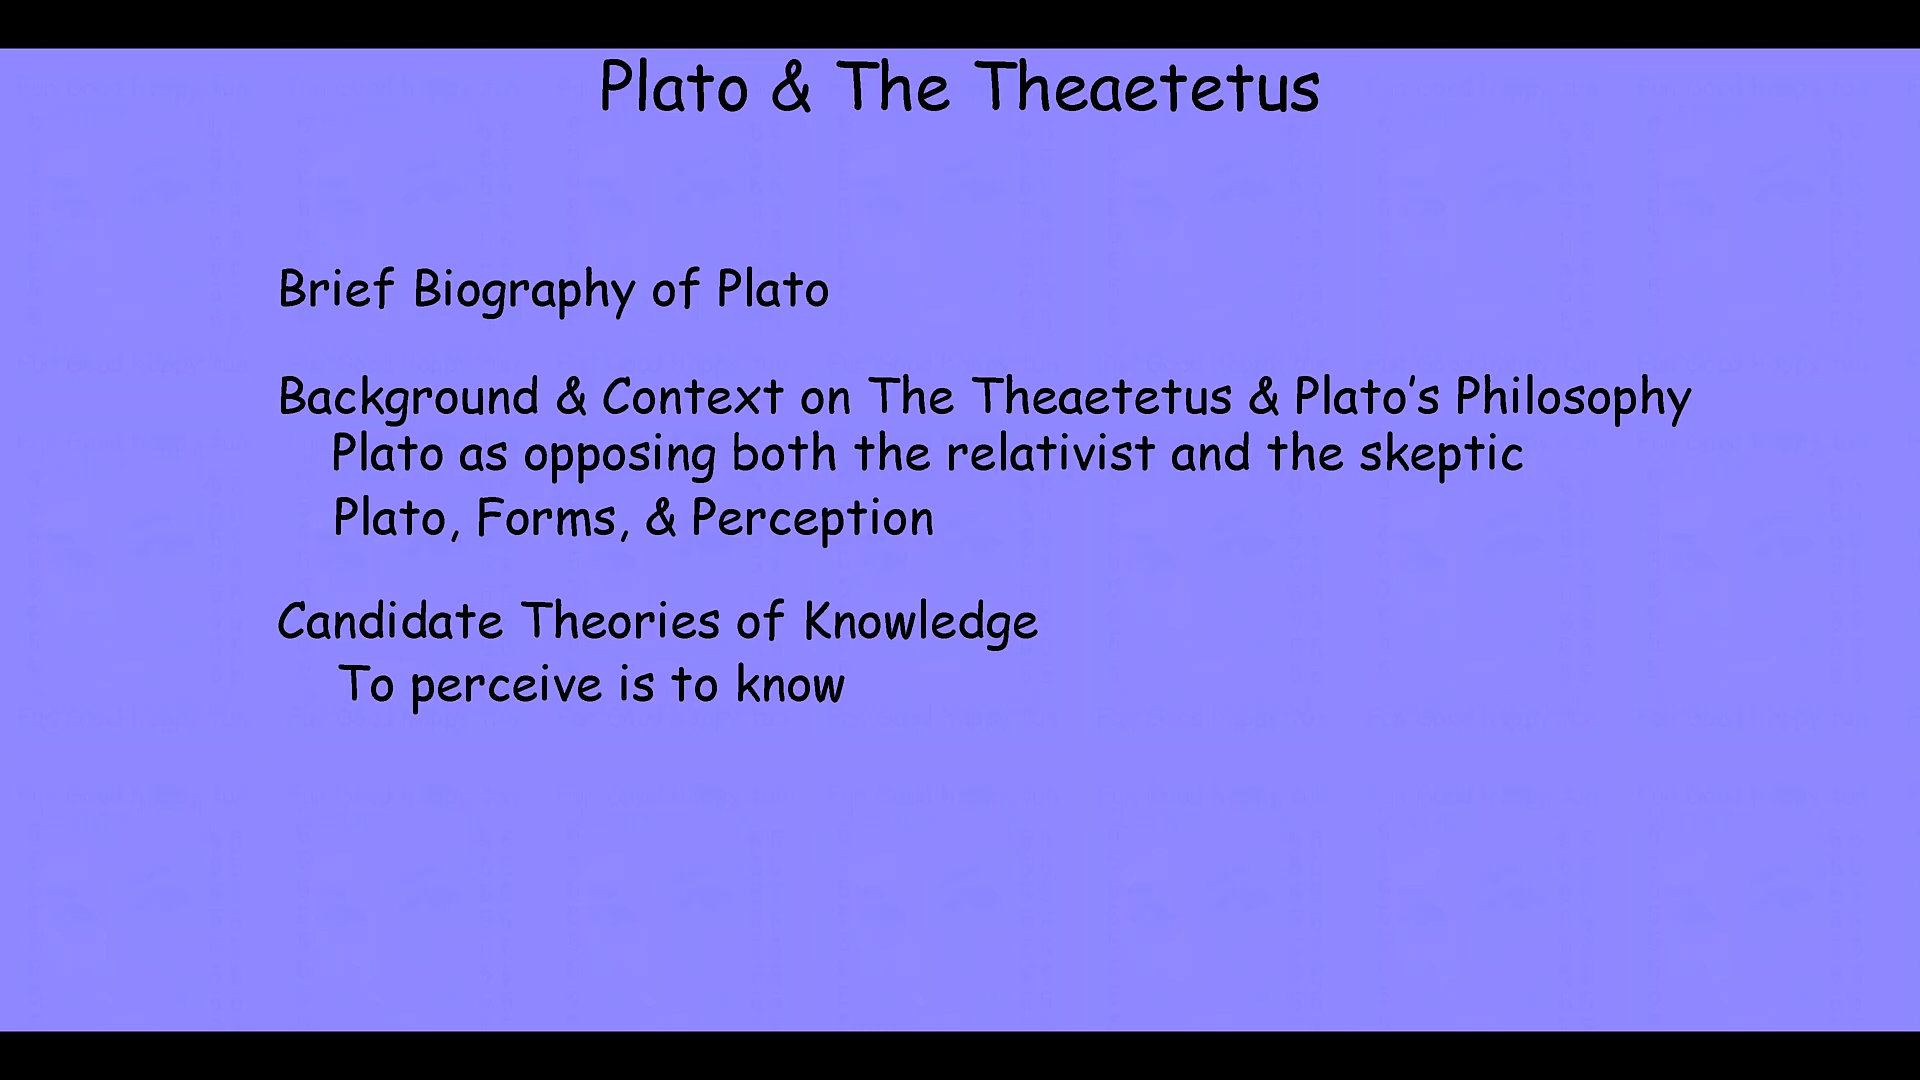 Plato & The Theaetetus
Brief Biography of Plato
Background & Context on The Theaetetus & Plato’s Philosophy
Plato as opposing both the relativist and the skeptic
Plato, Forms, & Perception
Candidate Theories of Knowledge
To perceive is to know